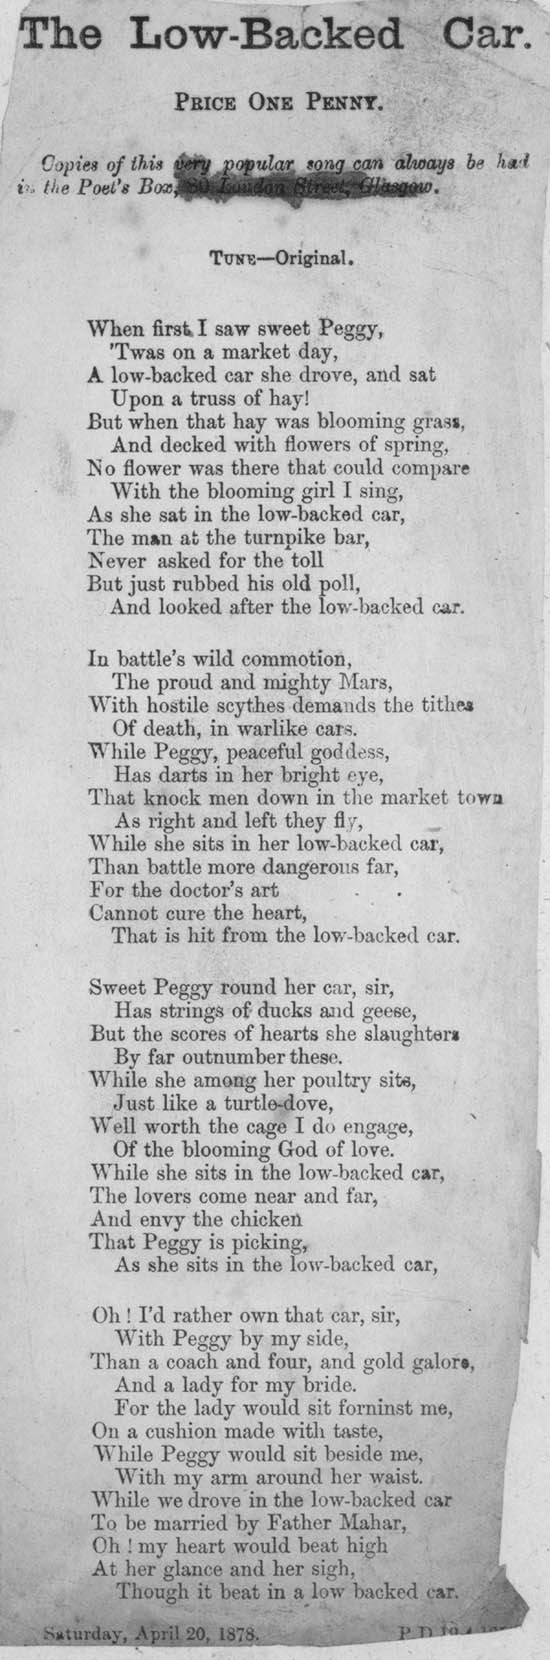 The Low-Backed Car.
PRICE ONE PENNY.
Copies of this very popular song can always be had
in the Poet's Box, 80 London Street, Glasgow.
TUNE—Original.
When first I saw sweet Peggy,
'Twas on a market day,
A low-backed car she drove, and sat
Upon a truss of hay!
But when that hay was blooming grass,
And decked with flowers of spring,
No flower was there that could compare
With the blooming girl I sing,
As she sat in the low-backed car,
The man at the turnpike bar,
Never asked for the toll
But just rubbed his old poll,
And looked after the low-backed car.
In battle's wild commotion,
The proud and mighty Mars,
With hostile scythes demands the tithes
Of death, in warlike cars.
While Peggy, peaceful goddess,
Has darts in her bright eye,
That knock men down in the market town
As right and left they fly,
While she sits in her low-backed car,
Than battle more dangerous far,
For the doctor's art
Cannot cure the heart,
That is hit from the low-backed car.
Sweet Peggy round her car, sir,
Has strings of ducks and geese,
But the scores of hearts she slaughters
By far outnumber these.
While she among her poultry sits,
Just like a turtle-dove,
Well worth the cage I do engage,
Of the blooming God of love.
While she sits in the low-backed car,
The lovers come near and far,
And envy the chicken
That Peggy is picking,
As she sits in the low-backed car,
Oh! I'd rather own that car, sir,
With Peggy by my side,
Than a coach and four, and gold galore,
And a lady for my bride.
For the lady would sit forninst me,
On a cushion made with taste,
While Peggy would sit beside me,
With my arm around her waist.
While we drove in the low-backed car
To be married by Father Mahar,
Oh! my heart would beat high
At her glance and her sigh,
Though it beat in a low backed car.
Saturday, April 20, 1878. P.D